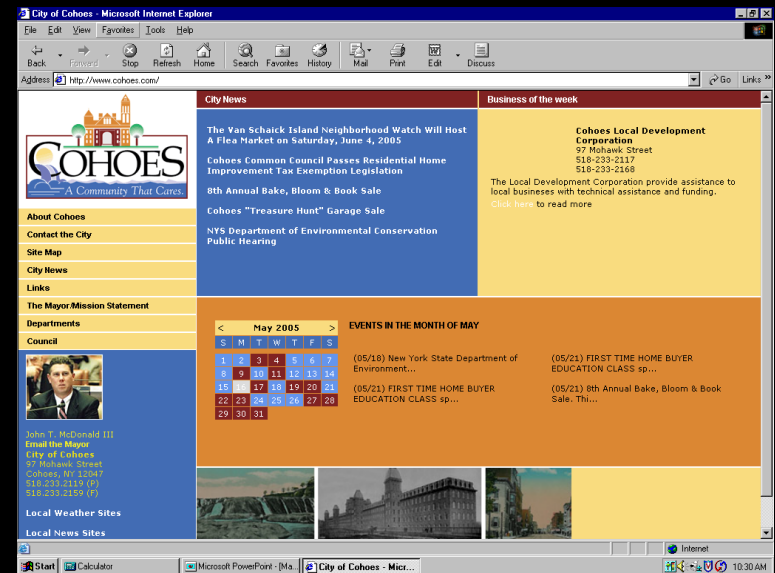 City of Cohoes - Microsoft Internet Explorer
File Edit View Favorites Tools Help
Back Forward Stop Refresh Home Search Favorites History Mail Print Edit Discuss
Address http://www.cohoes.com/ Go Links »
COHOES
A Community That Cares.
About Cohoes
Contact the City
Site Map
City News
Links
The Mayor/Mission Statement
Departments
Council
John T. McDonald III
Email the Mayor
City of Cohoes
97 Mohawk Street
Cohoes, NY 12047
518.233.2119 (P)
518.233.2159 (F)
Local Weather Sites
Local News Sites
City News
The Van Schaick Island Neighborhood Watch Will Host
A Flea Market on Saturday, June 4, 2005
Cohoes Common Council Passes Residential Home
Improvement Tax Exemption Legislation
8th Annual Bake, Bloom & Book Sale
Cohoes "Treasure Hunt" Garage Sale
NYS Department of Environmental Conservation
Public Hearing
Business of the week
Cohoes Local Development
Corporation
97 Mohawk Street
518-233-2117
518-233-2168
The Local Development Corporation provide assistance to
local businees with technical assistance and funding.
Click here to read more
< May 2005 >
S M T W T F S
1 2 3 4 5 6 7
8 9 10 11 12 13 14
15 16 17 18 19 20 21
22 23 24 25 26 27 28
29 30 31
EVENTS IN THE MONTH OF MAY
(05/18) New York State Department of
Environment...
(05/21) FIRST TIME HOME BUYER
EDUCATION CLASS sp...
(05/21) FIRST TIME HOME BUYER
EDUCATION CLASS sp...
(05/21) 8th Annual Bake, Bloom & Book
Sale. Thi...
Internet
Start Calculator Microsoft PowerPoint - [Ma... City of Cohoes - Micr... 10:30 AM